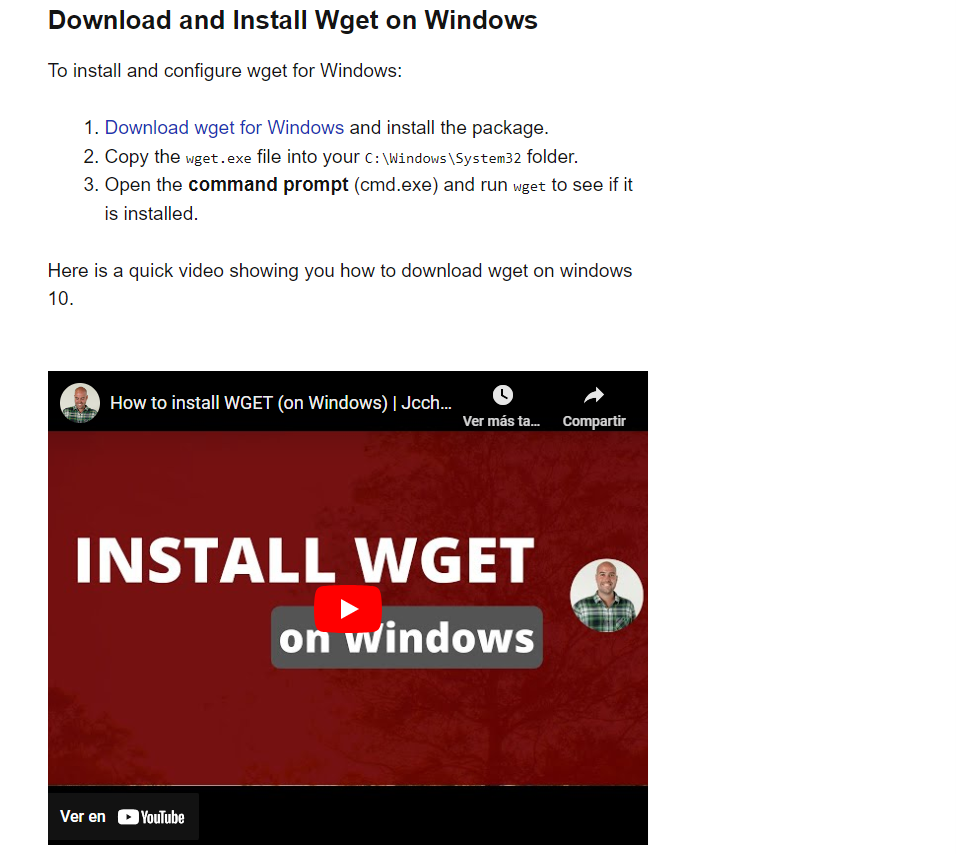 Download and Install Wget on Windows
To install and configure wget for Windows:
1. Download wget for Windows and install the package.
2. Copy the wget.exe file into your C:\Windows\System32 folder.
3. Open the command prompt (cmd.exe) and run wget to see if it
is installed.
Here is a quick video showing you how to download wget on windows
10.
How to install WGET (on Windows) | Jcch...
Ver más ta...
Compartir
INSTALL WGET
on Windows
Ver en YouTube